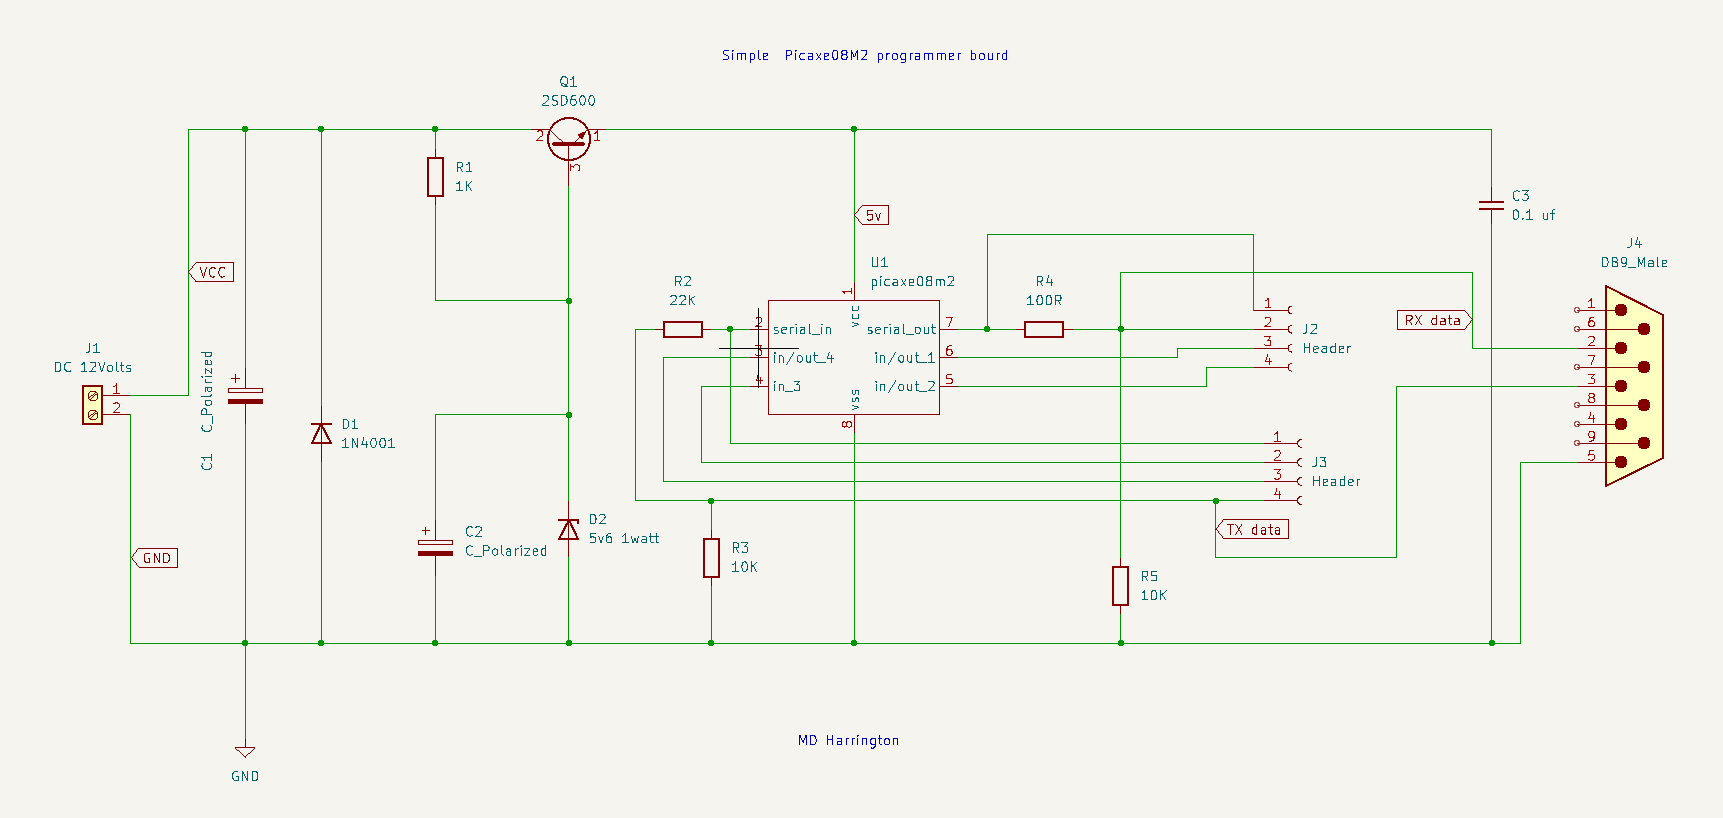 Simple  Picaxe08M2 programmer board
Q1
2SD600
2
1
3
R1
1K
C3
0.1 uf
5v
J4
DB9_Male
VCC
U1
picaxe08m2
R2
22K
R4
100R
1
VCC
1
2
serial_in
serial_out
7
2
J2
3
in/out_4
in/out_1
6
3
Header
4
in_3
in/out_2
5
4
VSS
8
RX data
1
6
2
7
3
8
4
9
5
J1
DC 12Volts
1
2
+
C_Polarized
C1
D1
1N4001
1
2
J3
3
Header
4
D2
5v6 1watt
+
C2
C_Polarized
TX data
R3
10K
GND
R5
10K
MD Harrington
GND